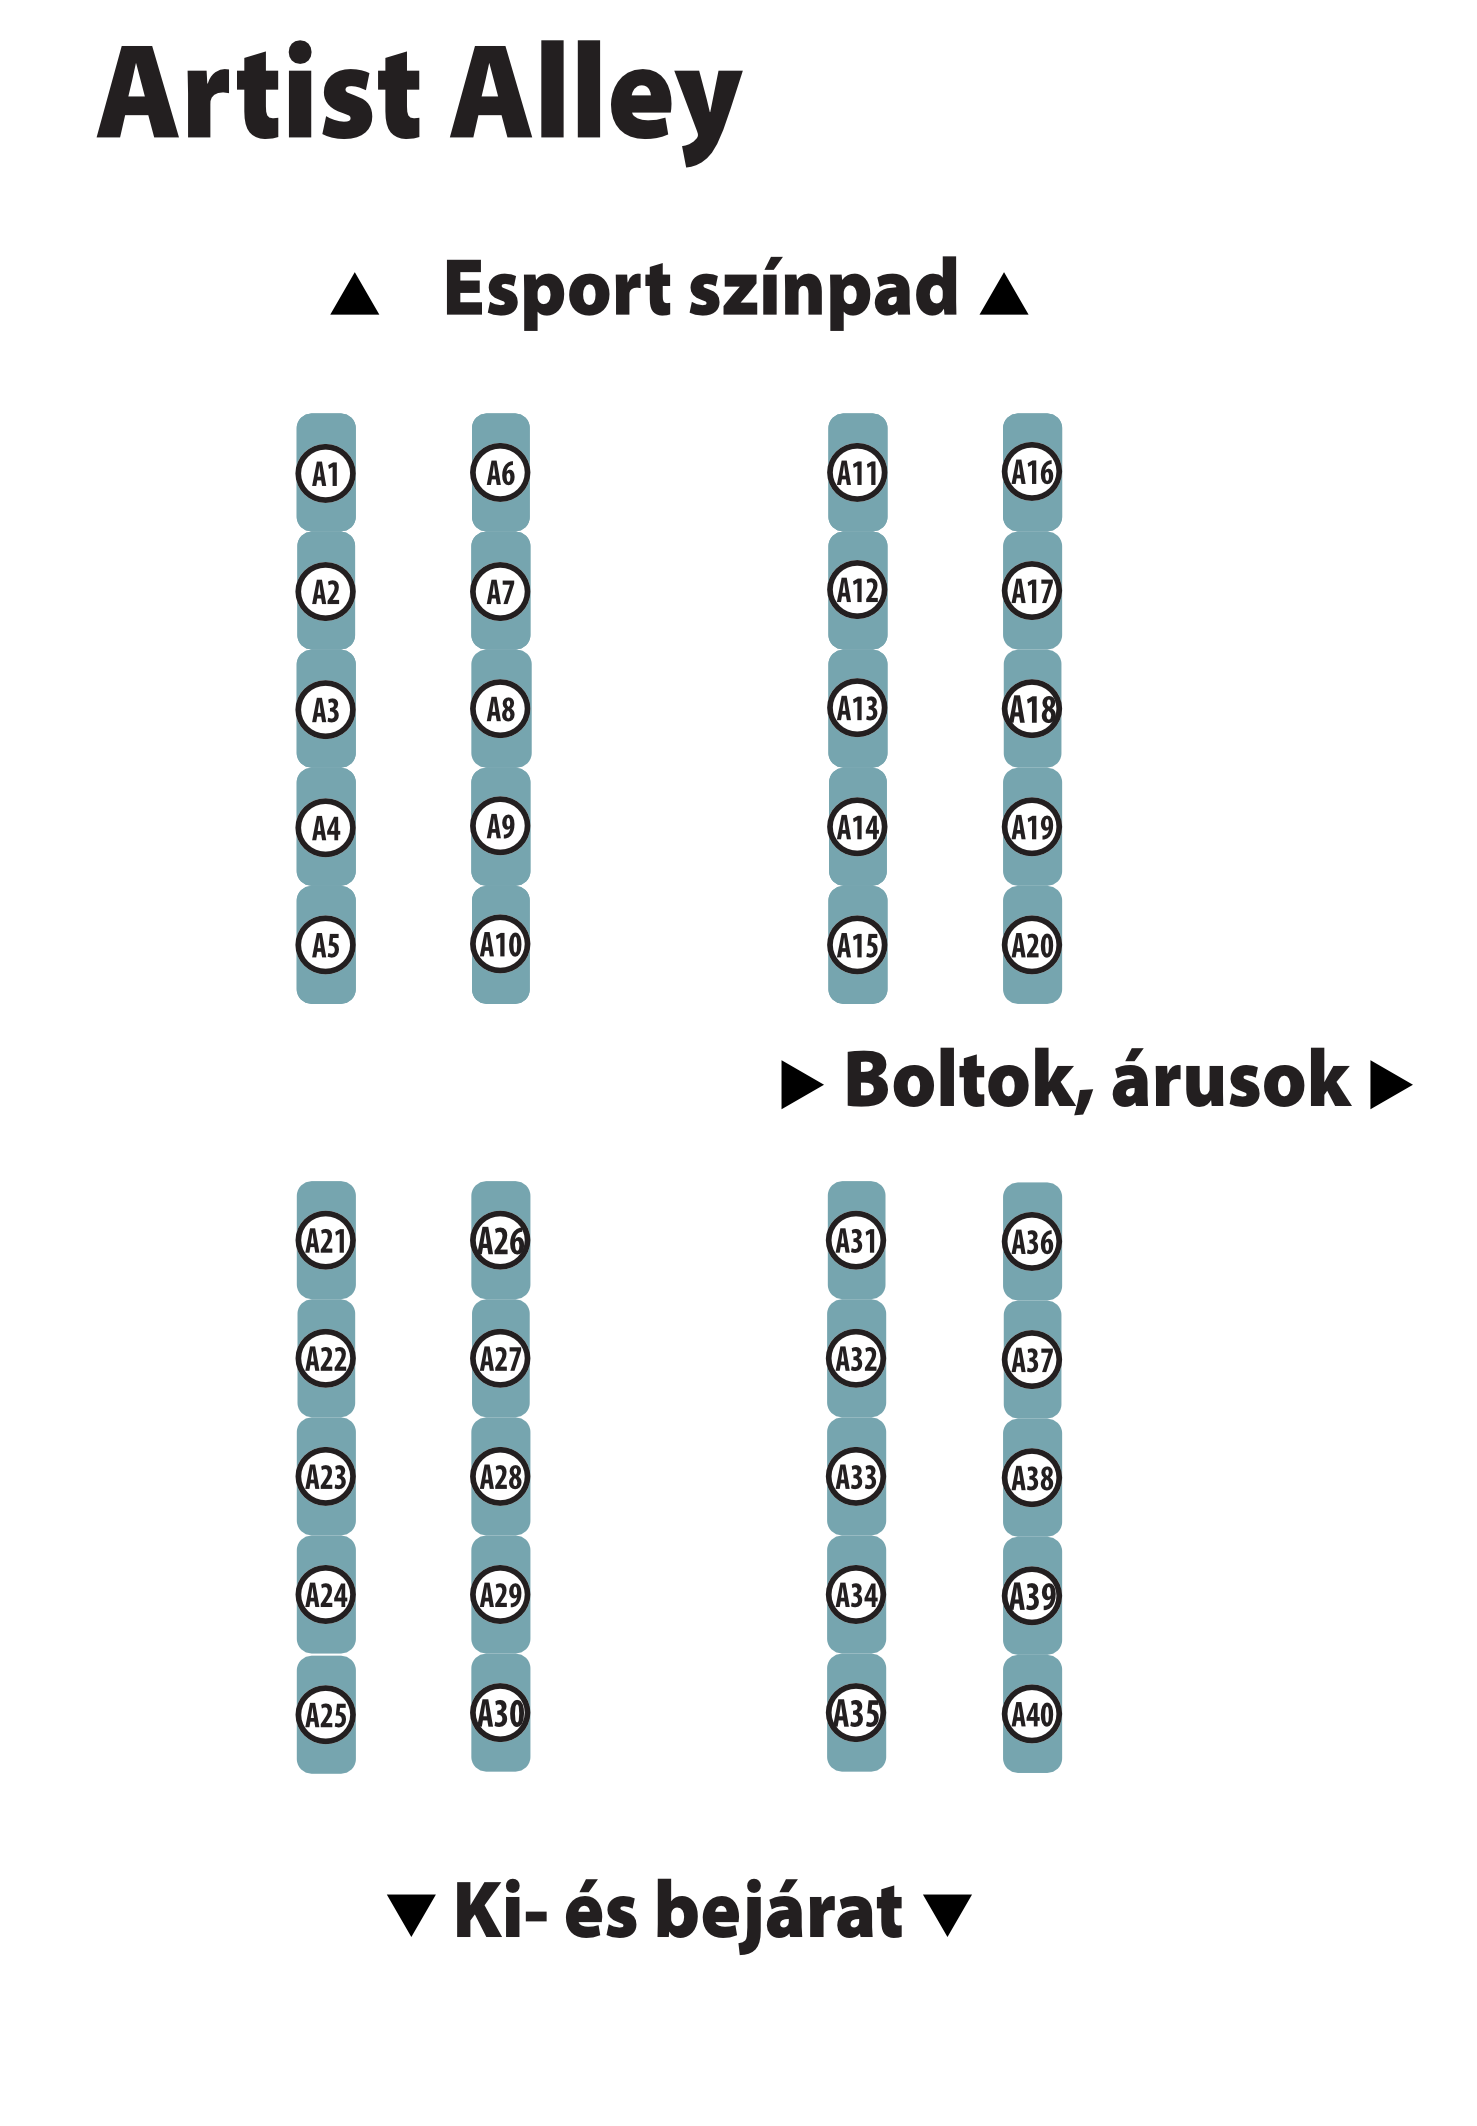 Artist Alley
Esport színpad
A1 A6 A11 A16
A2 A7 A12 A17
A3 A8 A13 A18
A4 A9 A14 A19
A5 A10 A15 A20
Boltok, árusok
A21 A26 A31 A36
A22 A27 A32 A37
A23 A28 A33 A38
A24 A29 A34 A39
A25 A30 A35 A40
Ki- és bejárat